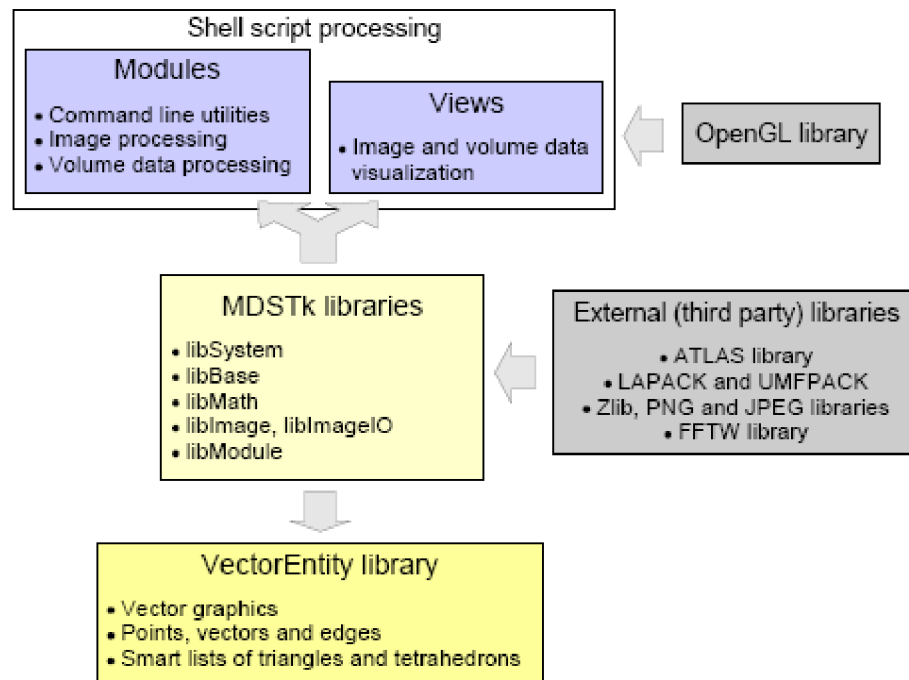 Shell script processing
Modules
• Command line utilities
• Image processing
• Volume data processing
Views
• Image and volume data
visualization
OpenGL library
MDSTk libraries
• libSystem
• libBase
• libMath
• libImage, libImageIO
• libModule
External (third party) libraries
• ATLAS library
• LAPACK and UMFPACK
• Zlib, PNG and JPEG libraries
• FFTW library
VectorEntity library
• Vector graphics
• Points, vectors and edges
• Smart lists of triangles and tetrahedrons